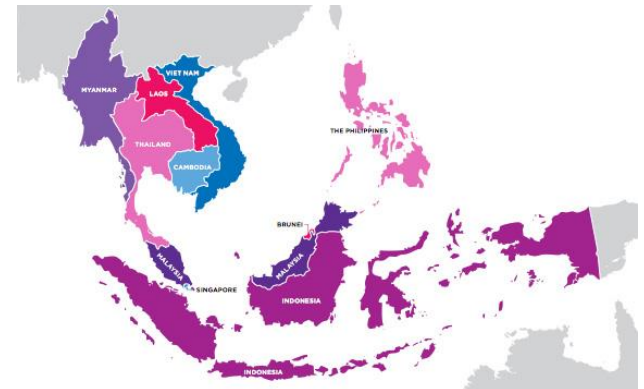 VIET NAM
MYANMAR
LAOS
THE PHILIPPINES
THAILAND
CAMBODIA
BRUNEI
MALAYSIA
MALAYSIA
SINGAPORE
INDONESIA
INDONESIA